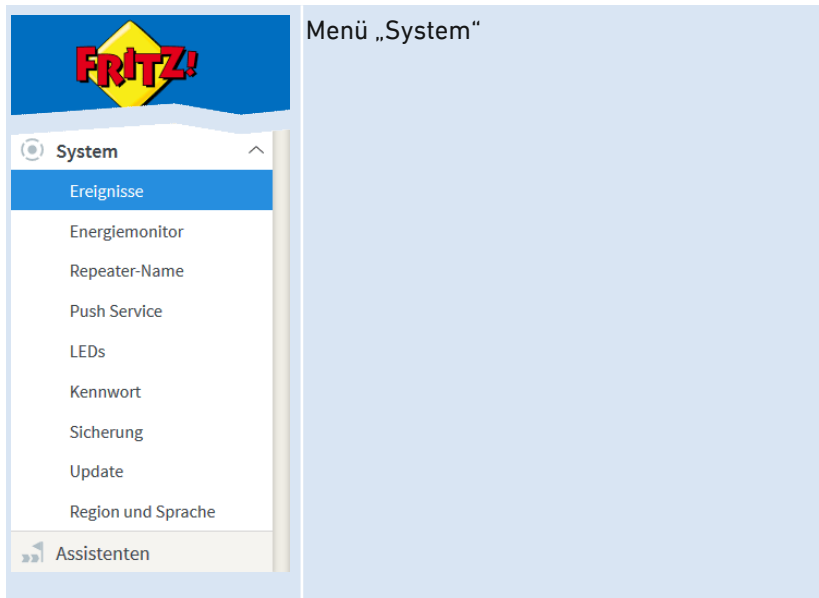 FRITZ!
Menü „System“
System
Ereignisse
Energiemonitor
Repeater-Name
Push Service
LEDs
Kennwort
Sicherung
Update
Region und Sprache
Assistenten